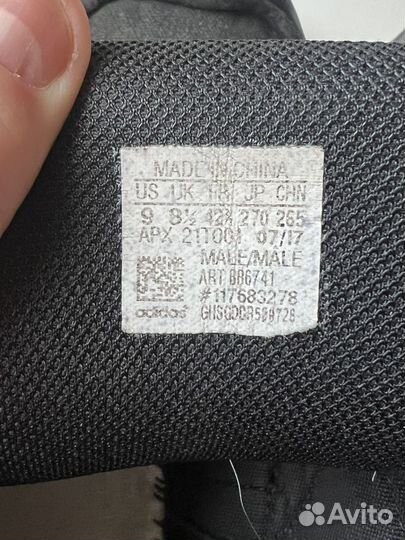 MADE IN CHINA
US UK FR JP CHN
9 8½ 42⅔ 270 265
APX 211001 07/17
MALE/MALE
ART BB6741
#117683278
adidas
Avito